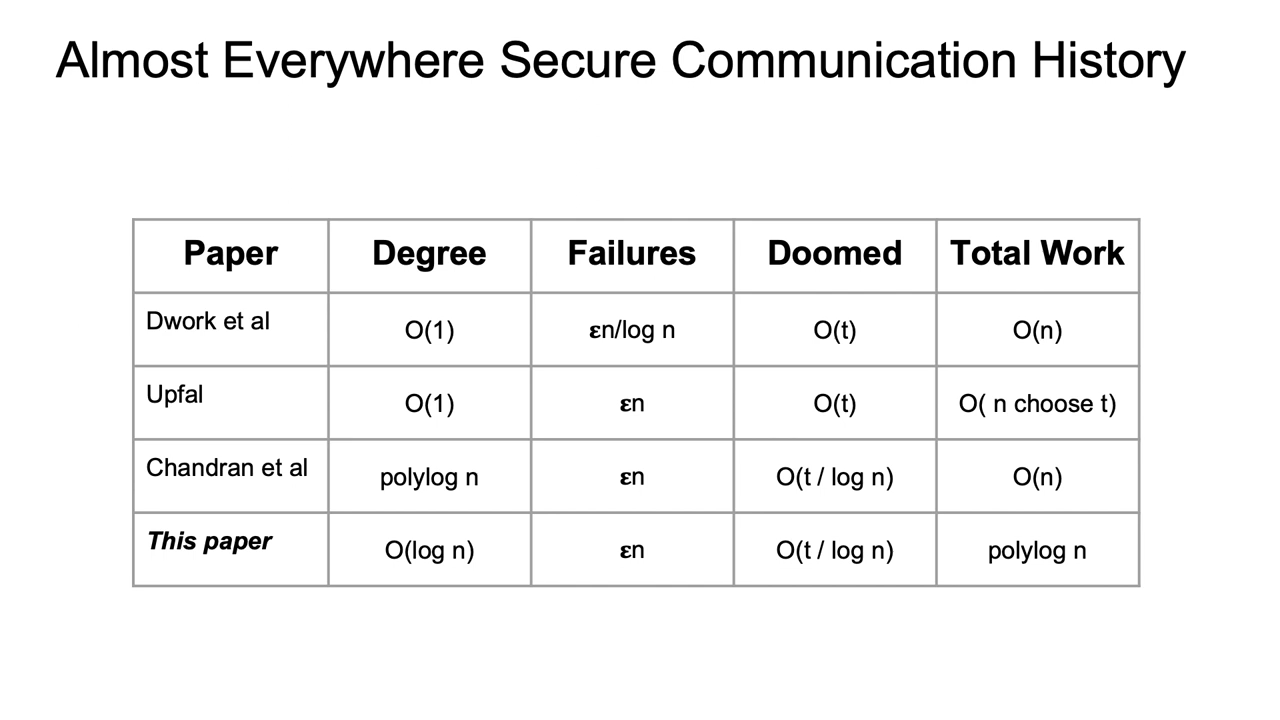 Almost Everywhere Secure Communication History
Paper Degree Failures Doomed Total Work
Dwork et al O(1) εn/log n O(t) O(n)
Upfal O(1) εn O(t) O( n choose t)
Chandran et al polylog n εn O(t / log n) O(n)
This paper O(log n) εn O(t / log n) polylog n